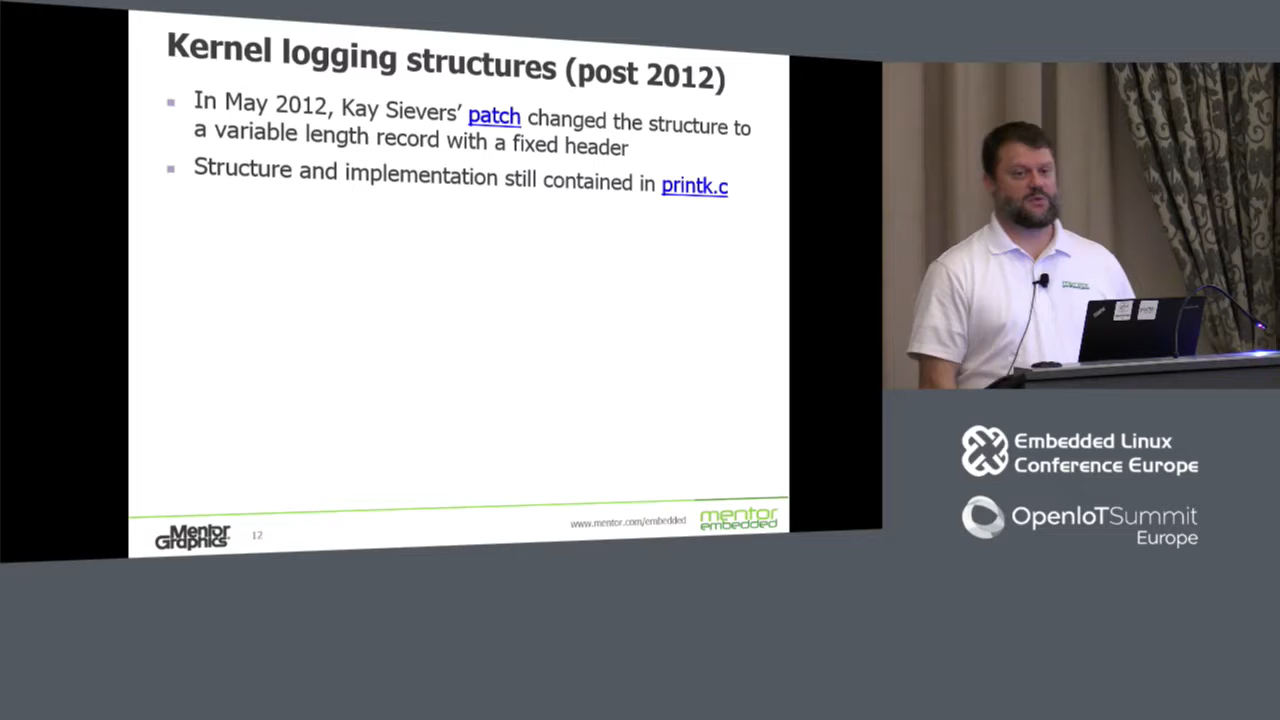 Kernel logging structures (post 2012)
In May 2012, Kay Sievers’ patch changed the structure to
a variable length record with a fixed header
Structure and implementation still contained in printk.c
Mentor
Graphics
12
www.mentor.com/embedded
mentor
embedded
Embedded Linux
Conference Europe
OpenIoTSummit
Europe